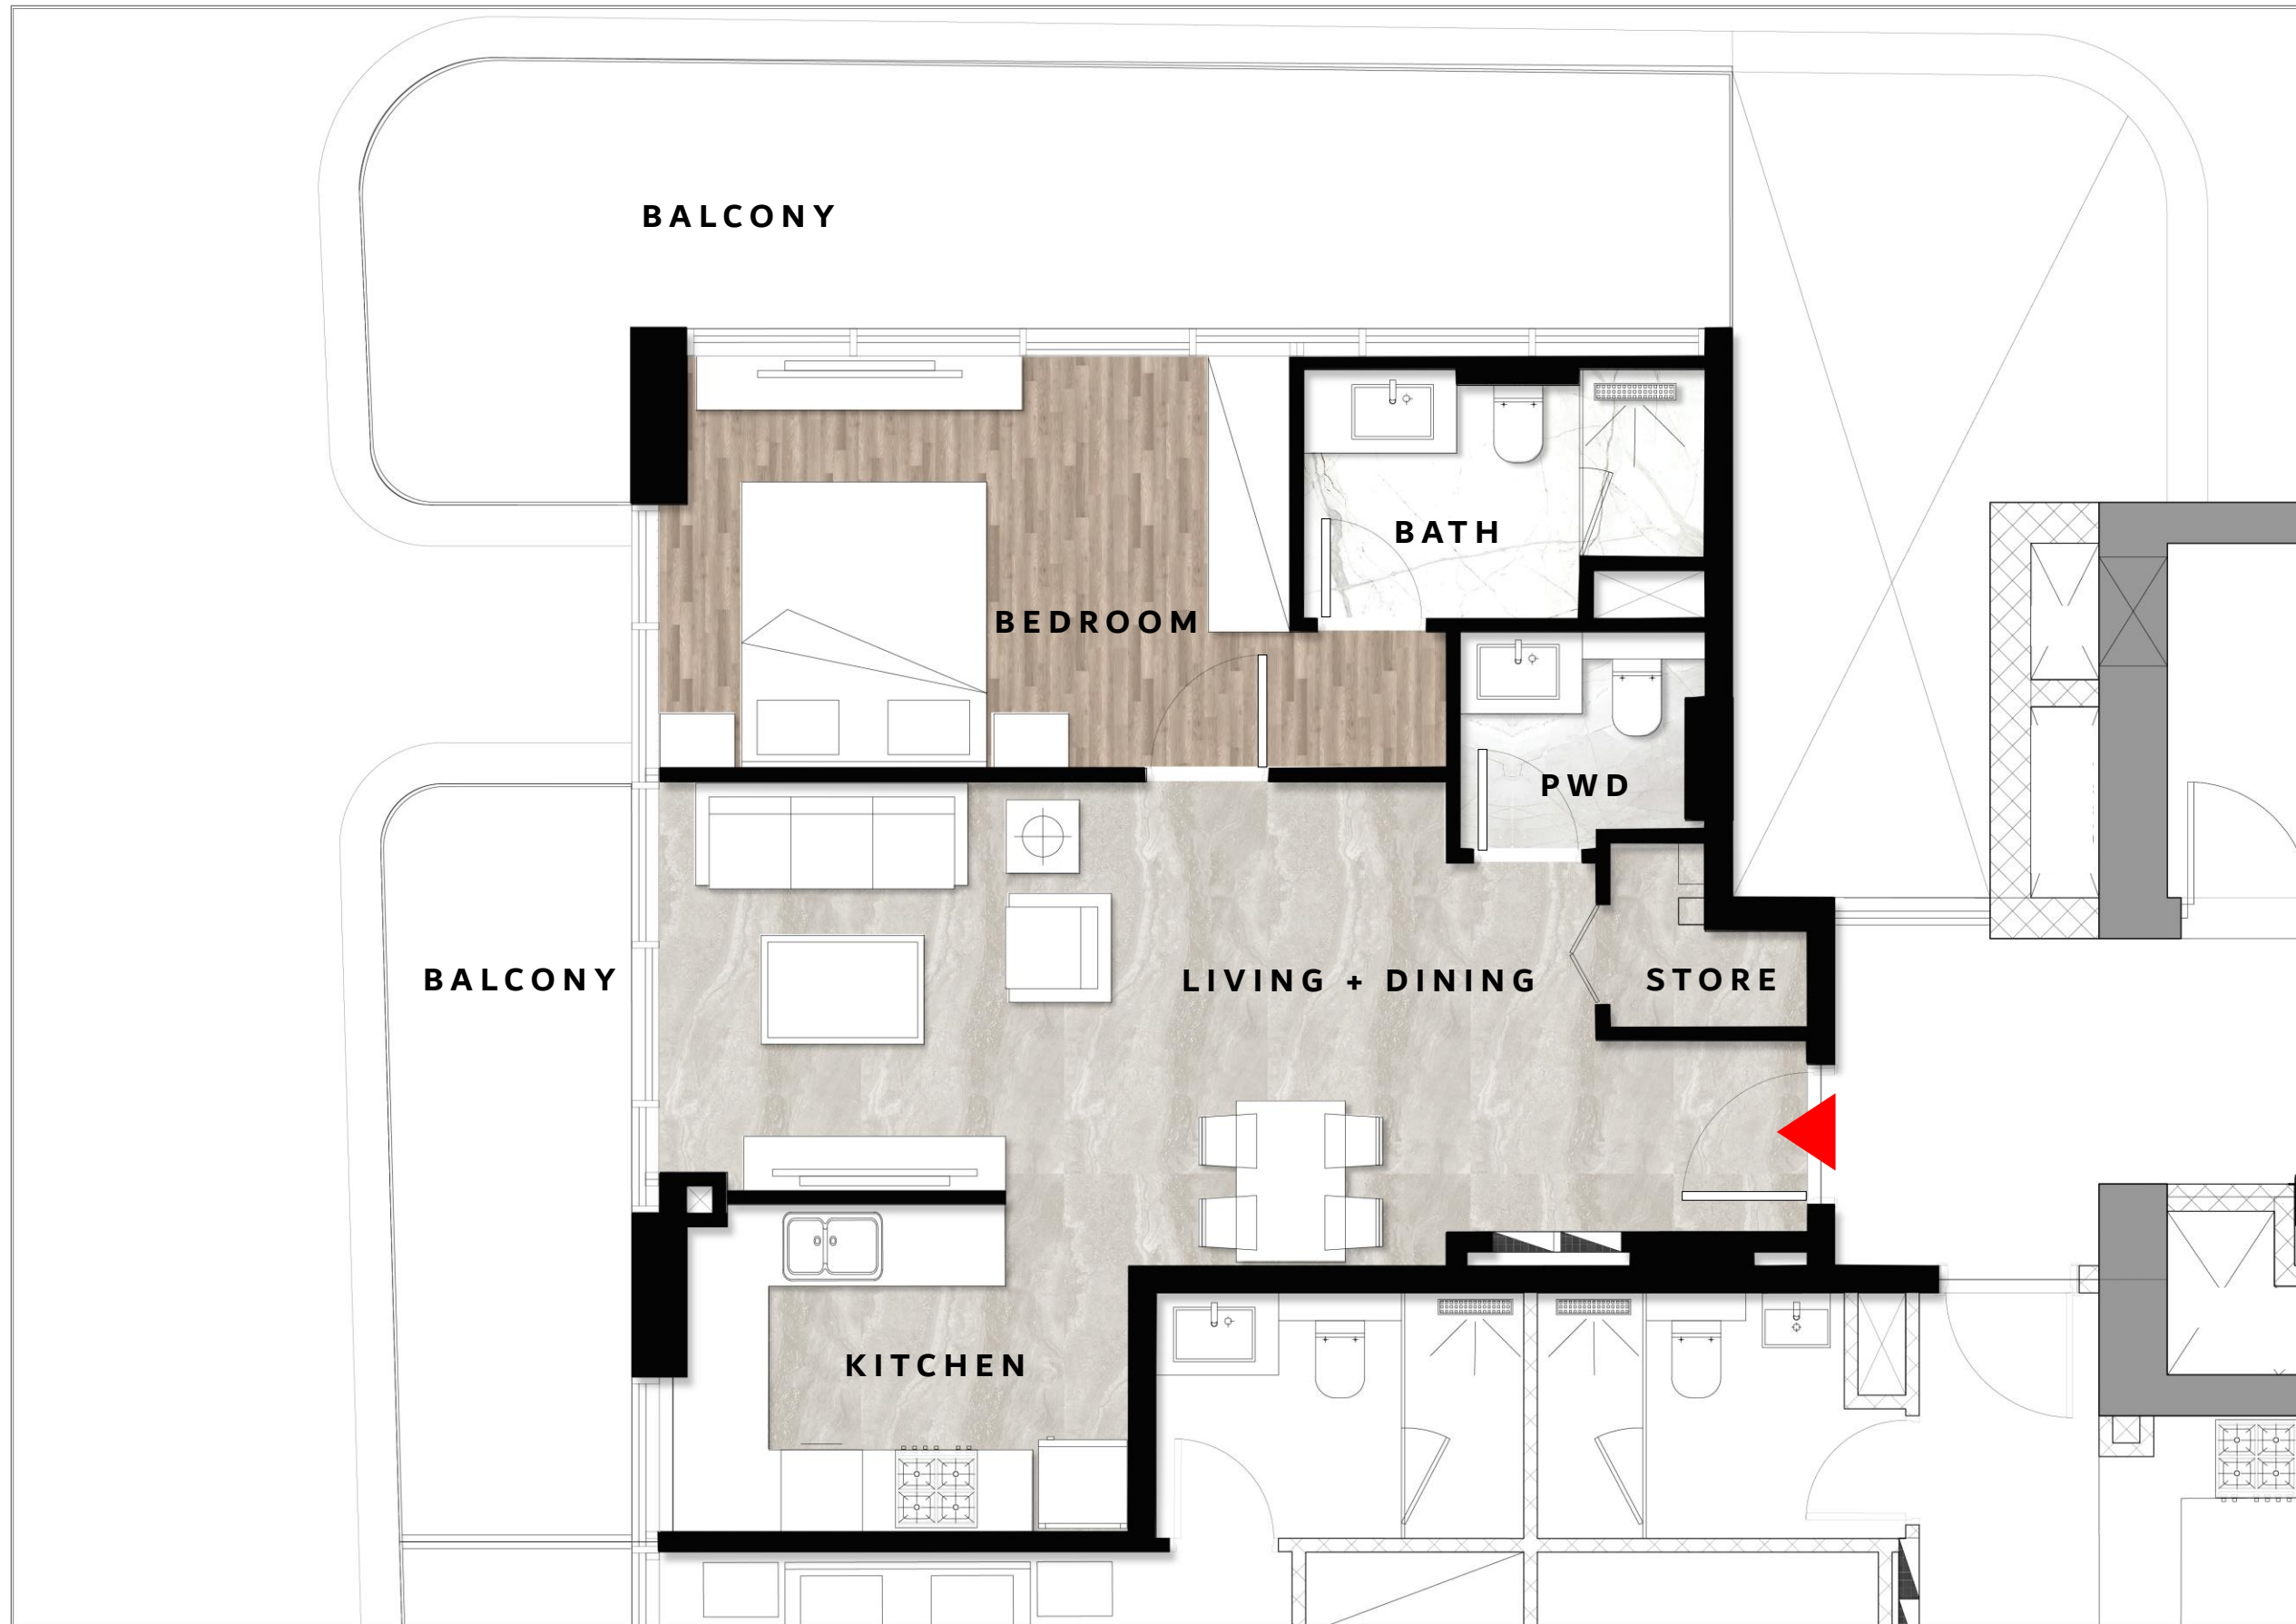 BALCONY
BATH
BEDROOM
PWD
BALCONY
LIVING + DINING
STORE
KITCHEN